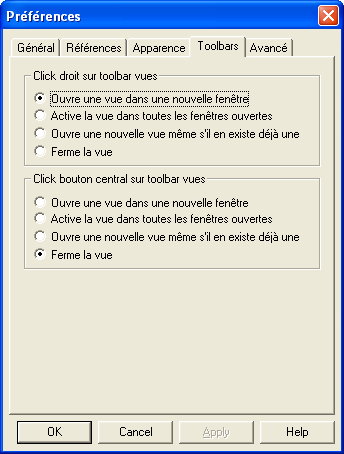 Préférences
Général Références Apparence Toolbars Avancé
Click droit sur toolbar vues
Ouvre une vue dans une nouvelle fenêtre
Active la vue dans toutes les fenêtres ouvertes
Ouvre une nouvelle vue même s'il en existe déjà une
Ferme la vue
Click bouton central sur toolbar vues
Ouvre une vue dans une nouvelle fenêtre
Active la vue dans toutes les fenêtres ouvertes
Ouvre une nouvelle vue même s'il en existe déjà une
Ferme la vue
OK Cancel Apply Help